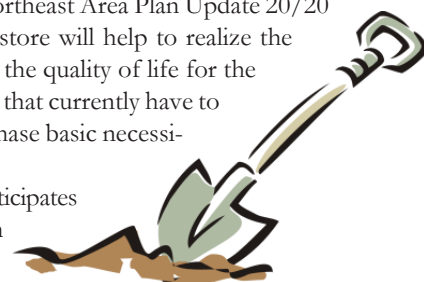 ortheast Area Plan Update 20/20
store will help to realize the
the quality of life for the
that currently have to
hase basic necessi-
ticipates